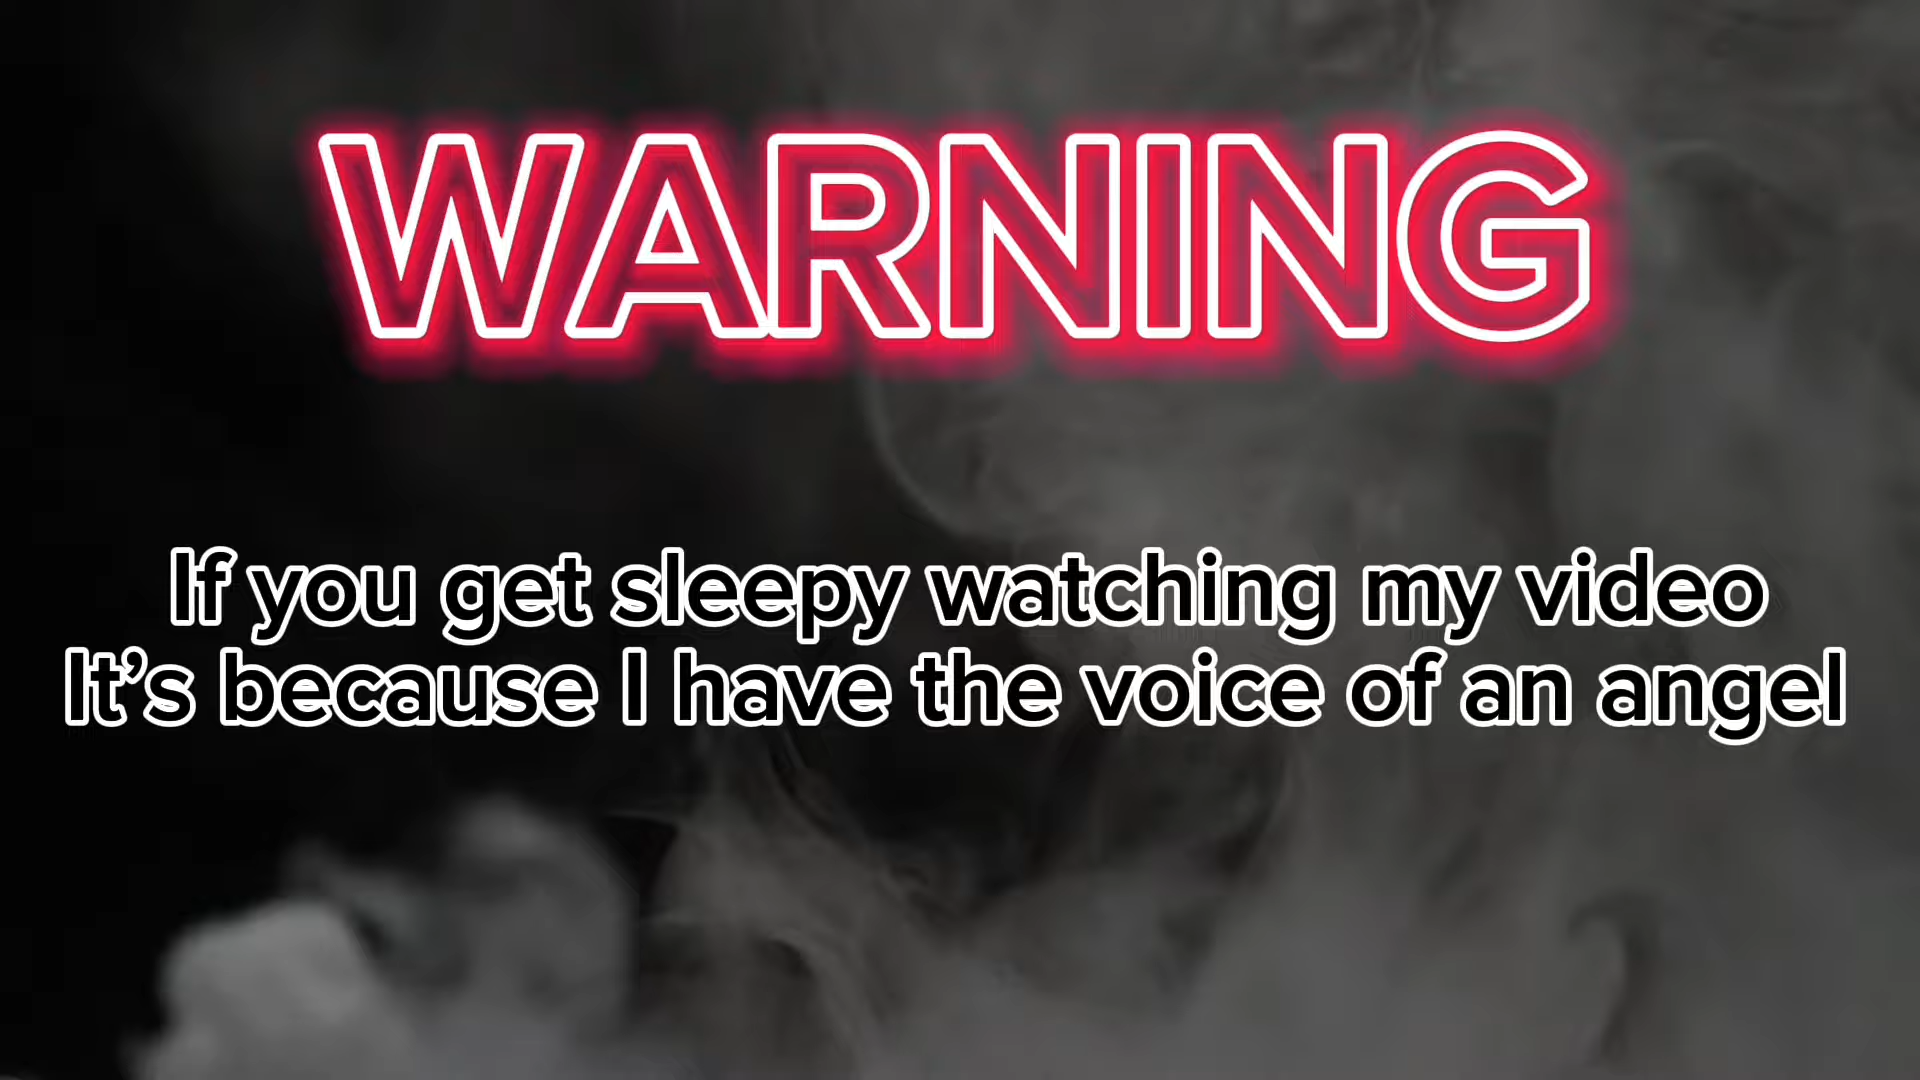 WARNING
If you get sleepy watching my video
It’s because I have the voice of an angel